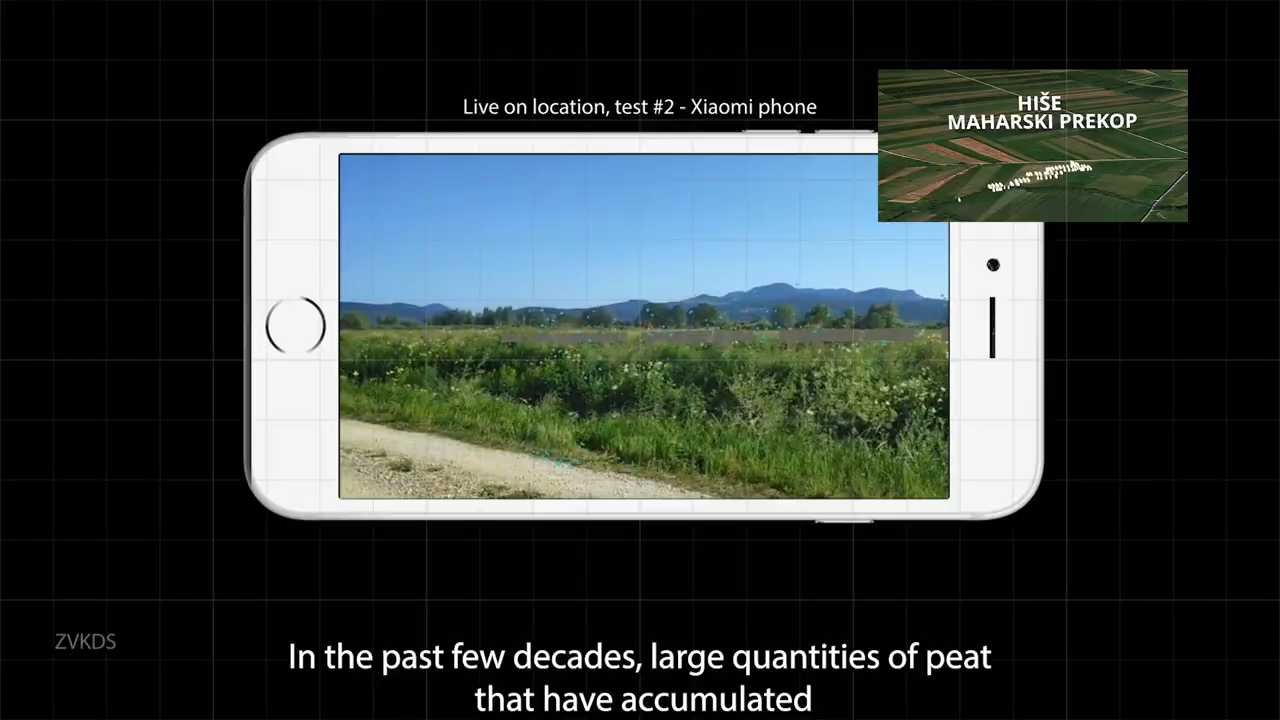 Live on location, test #2 - Xiaomi phone
HIŠE
MAHARSKI PREKOP
ZVKDS
In the past few decades, large quantities of peat
that have accumulated